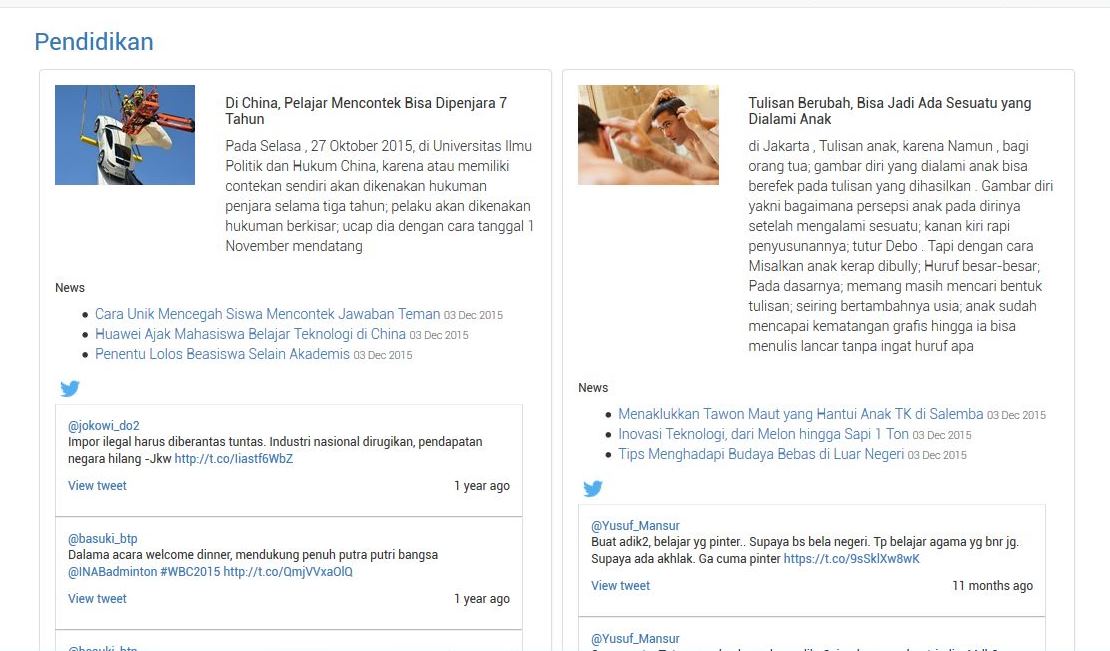 Pendidikan
Di China, Pelajar Mencontek Bisa Dipenjara 7
Tahun
Pada Selasa , 27 Oktober 2015, di Universitas Ilmu
Politik dan Hukum China, karena atau memiliki
contekan sendiri akan dikenakan hukuman
penjara selama tiga tahun; pelaku akan dikenakan
hukuman berkisar; ucap dia dengan cara tanggal 1
November mendatang
News
Cara Unik Mencegah Siswa Mencontek Jawaban Teman 03 Dec 2015
Huawei Ajak Mahasiswa Belajar Teknologi di China 03 Dec 2015
Penentu Lolos Beasiswa Selain Akademis 03 Dec 2015
@jokowi_do2
Impor ilegal harus diberantas tuntas. Industri nasional dirugikan, pendapatan
negara hilang -Jkw http://t.co/Iiastf6WbZ
View tweet 1 year ago
@basuki_btp
Dalama acara welcome dinner, mendukung penuh putra putri bangsa
@INABadminton #WBC2015 http://t.co/QmjVVxaOlQ
View tweet 1 year ago
@basuki_btp
Tulisan Berubah, Bisa Jadi Ada Sesuatu yang
Dialami Anak
di Jakarta , Tulisan anak, karena Namun , bagi
orang tua; gambar diri yang dialami anak bisa
berefek pada tulisan yang dihasilkan . Gambar diri
yakni bagaimana persepsi anak pada dirinya
setelah mengalami sesuatu; kanan kiri rapi
penyusunannya; tutur Debo . Tapi dengan cara
Misalkan anak kerap dibully; Huruf besar-besar;
Pada dasarnya; memang masih mencari bentuk
tulisan; seiring bertambahnya usia; anak sudah
mencapai kematangan grafis hingga ia bisa
menulis lancar tanpa ingat huruf apa
News
Menaklukkan Tawon Maut yang Hantui Anak TK di Salemba 03 Dec 2015
Inovasi Teknologi, dari Melon hingga Sapi 1 Ton 03 Dec 2015
Tips Menghadapi Budaya Bebas di Luar Negeri 03 Dec 2015
@Yusuf_Mansur
Buat adik2, belajar yg pinter.. Supaya bs bela negeri. Tp belajar agama yg bnr jg.
Supaya ada akhlak. Ga cuma pinter https://t.co/9sSklXw8wK
View tweet 11 months ago
@Yusuf_Mansur